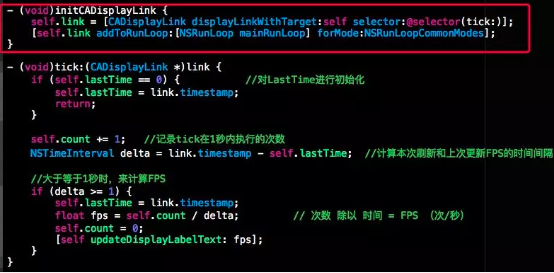 - (void)initCADisplayLink {
self.link = [CADisplayLink displayLinkWithTarget:self selector:@selector(tick:)];
[self.link addToRunLoop:[NSRunLoop mainRunLoop] forMode:NSRunLoopCommonModes];
}
- (void)tick:(CADisplayLink *)link {
if (self.lastTime == 0) { //对LastTime进行初始化
self.lastTime = link.timestamp;
return;
}
self.count += 1; //记录tick在1秒内执行的次数
NSTimeInterval delta = link.timestamp - self.lastTime; //计算本次刷新和上次更新FPS的时间间隔
//大于等于1秒时，来计算FPS
if (delta >= 1) {
self.lastTime = link.timestamp;
float fps = self.count / delta; // 次数 除以 时间 = FPS （次/秒）
self.count = 0;
[self updateDisplayLabelText: fps];
}
}